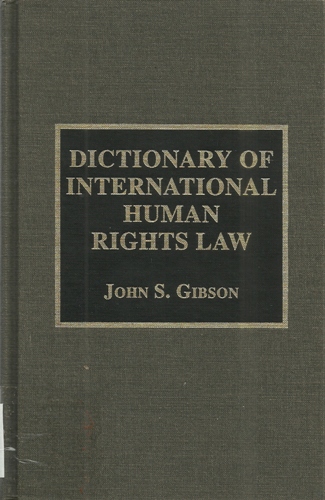 DICTIONARY OF
INTERNATIONAL
HUMAN
RIGHTS LAW
JOHN S. GIBSON